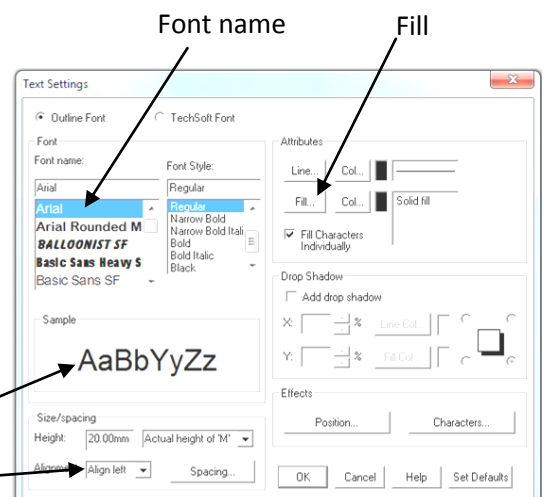 Font name
Fill
Text Settings
Outline Font
TechSoft Font
Font
Font name:
Font Style:
Arial
Regular
Arial
Arial Rounded M
BALLOONIST SF
Basic Sans Heavy S
Basic Sans SF
Regular
Narrow Bold
Narrow Bold Itali
Bold
Bold Italic
Black
Attributes
Line...
Col...
Fill...
Col...
Solid fill
Fill Characters
Individually
Drop Shadow
Add drop shadow
X:
%
Line Col...
Y:
%
Fill Col...
Sample
AaBbYyZz
Effects
Position...
Characters...
Size/spacing
Height:
20.00mm
Actual height of 'M'
Align left
Spacing...
OK
Cancel
Help
Set Defaults